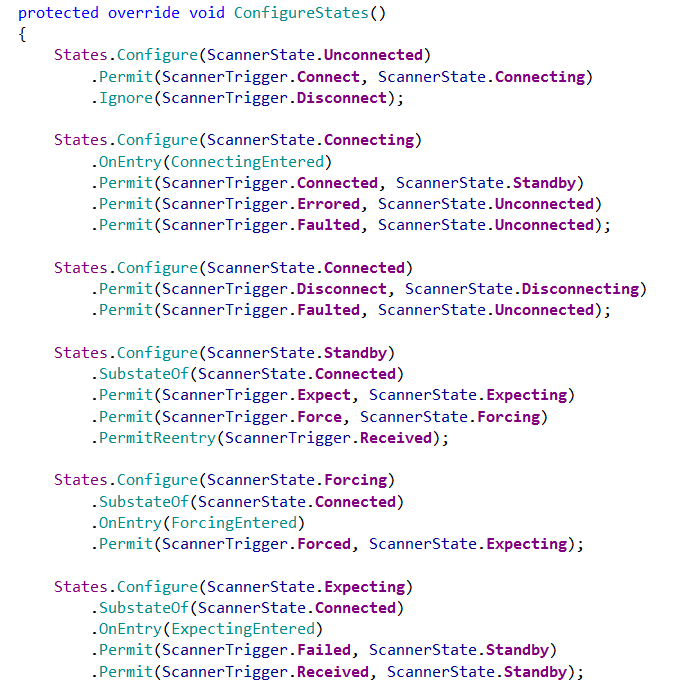 protected override void ConfigureStates()
{
    States.Configure(ScannerState.Unconnected)
        .Permit(ScannerTrigger.Connect, ScannerState.Connecting)
        .Ignore(ScannerTrigger.Disconnect);

    States.Configure(ScannerState.Connecting)
        .OnEntry(ConnectingEntered)
        .Permit(ScannerTrigger.Connected, ScannerState.Standby)
        .Permit(ScannerTrigger.Errored, ScannerState.Unconnected)
        .Permit(ScannerTrigger.Faulted, ScannerState.Unconnected);

    States.Configure(ScannerState.Connected)
        .Permit(ScannerTrigger.Disconnect, ScannerState.Disconnecting)
        .Permit(ScannerTrigger.Faulted, ScannerState.Unconnected);

    States.Configure(ScannerState.Standby)
        .SubstateOf(ScannerState.Connected)
        .Permit(ScannerTrigger.Expect, ScannerState.Expecting)
        .Permit(ScannerTrigger.Force, ScannerState.Forcing)
        .PermitReentry(ScannerTrigger.Received);

    States.Configure(ScannerState.Forcing)
        .SubstateOf(ScannerState.Connected)
        .OnEntry(ForcingEntered)
        .Permit(ScannerTrigger.Forced, ScannerState.Expecting);

    States.Configure(ScannerState.Expecting)
        .SubstateOf(ScannerState.Connected)
        .OnEntry(ExpectingEntered)
        .Permit(ScannerTrigger.Failed, ScannerState.Standby)
        .Permit(ScannerTrigger.Received, ScannerState.Standby);